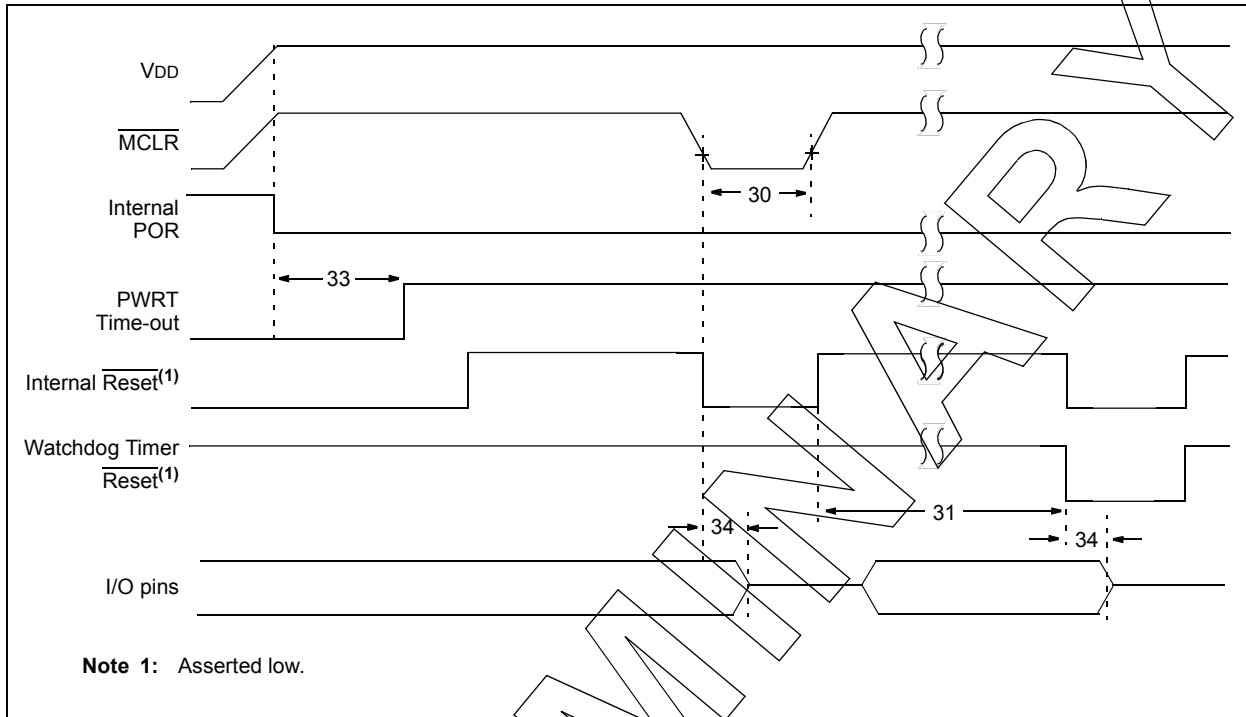 VDD
MCLR
30
Internal
POR
33
PWRT
Time-out
Internal Reset(1)
Watchdog Timer
Reset(1)
31
34
34
I/O pins
Note 1: Asserted low.